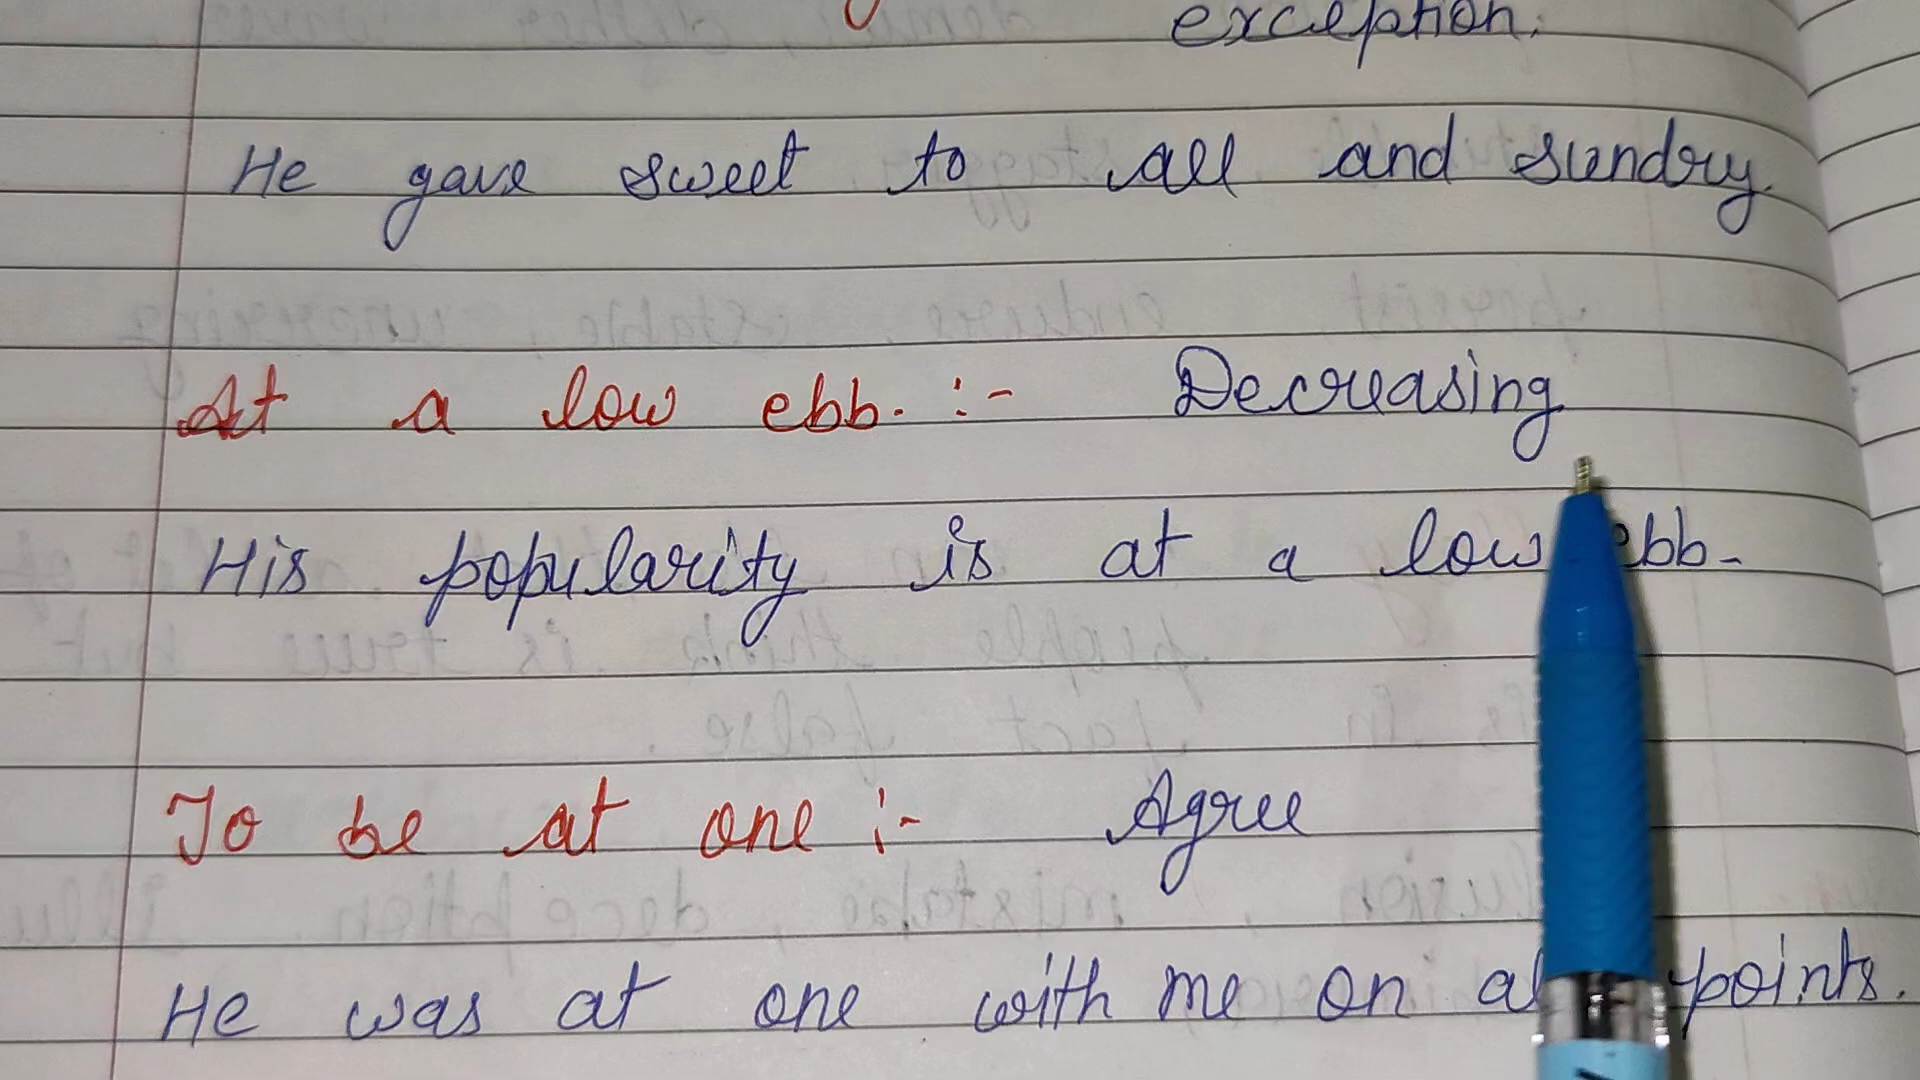 exception.
He gave sweet to all and sundry.
At a low ebb. :- Decreasing
His popularity is at a low ebb.
To be at one :- Agree
He was at one with me on al points.